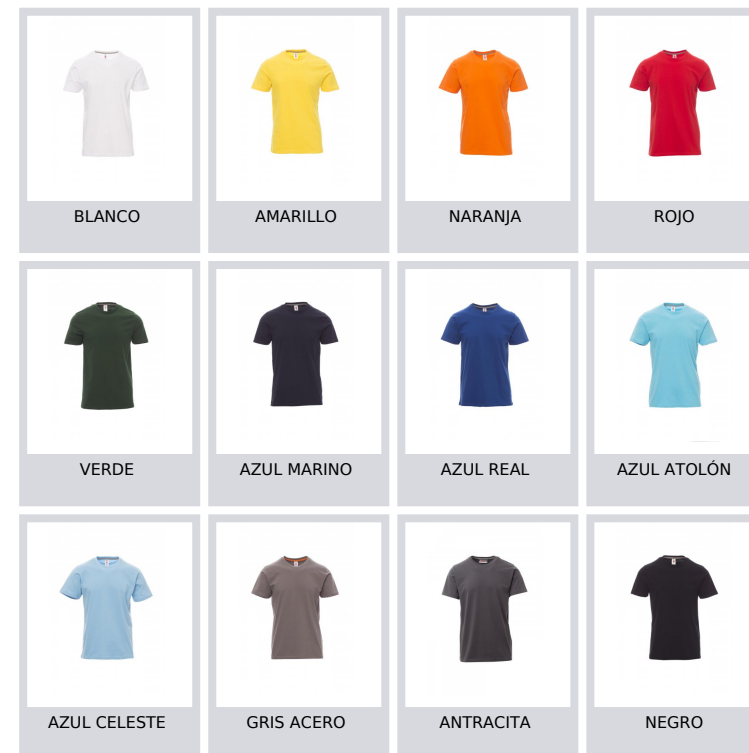 BLANCO
AMARILLO
NARANJA
ROJO
VERDE
AZUL MARINO
AZUL REAL
AZUL ATOLÓN
AZUL CELESTE
GRIS ACERO
ANTRACITA
NEGRO